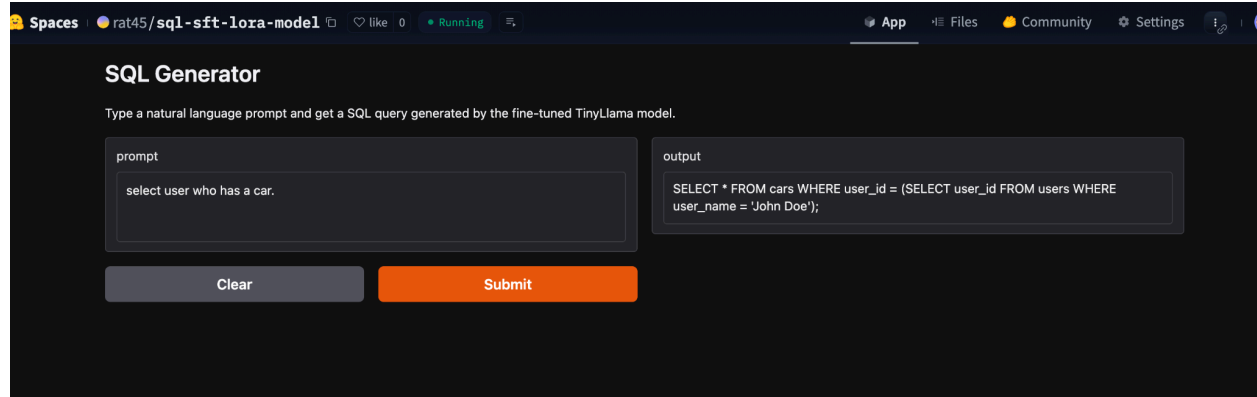 Spaces
rat45/sql-sft-lora-model
like 0
Running
App
Files
Community
Settings
SQL Generator
Type a natural language prompt and get a SQL query generated by the fine-tuned TinyLlama model.
prompt
select user who has a car.
output
SELECT * FROM cars WHERE user_id = (SELECT user_id FROM users WHERE
user_name = 'John Doe');
Clear
Submit